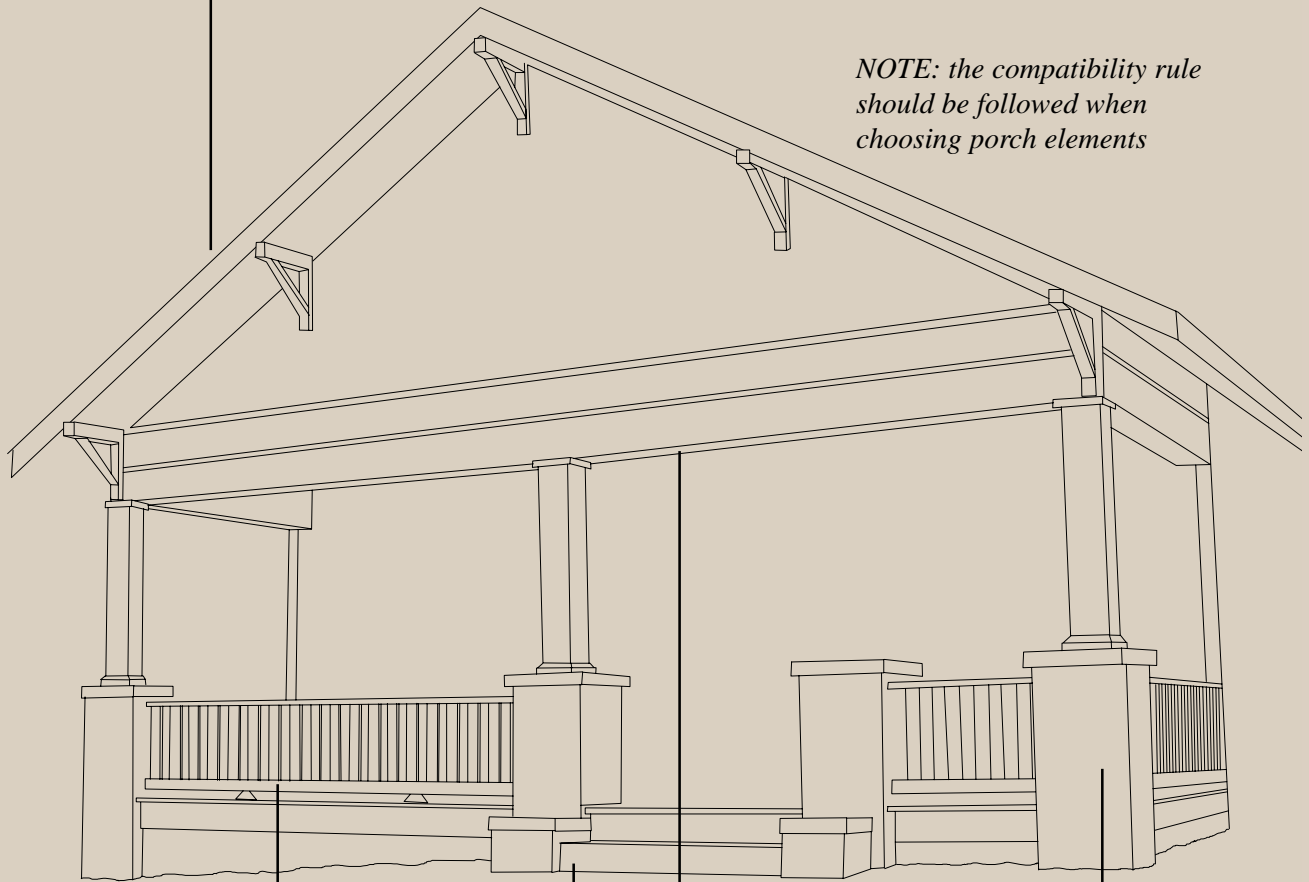 NOTE: the compatibility rule
should be followed when
choosing porch elements